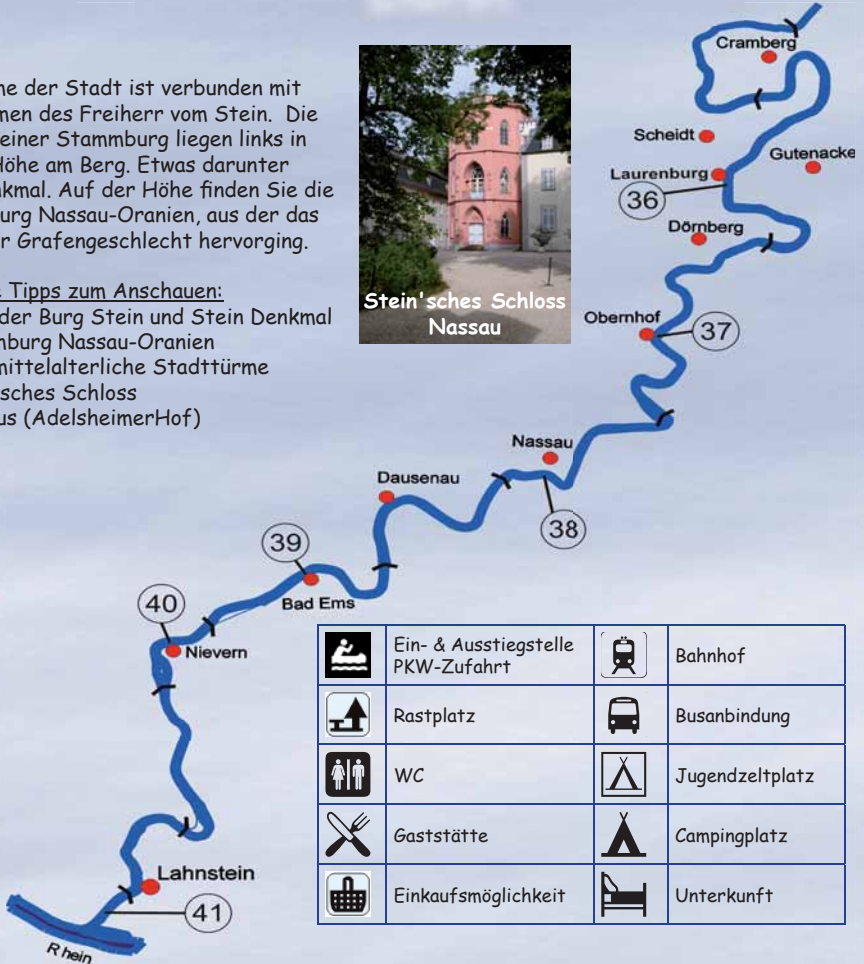 ne der Stadt ist verbunden mit
men des Freiherr vom Stein. Die
einer Stammburg liegen links in
Höhe am Berg. Etwas darunter
nkmal. Auf der Höhe finden Sie die
urg Nassau-Oranien, aus der das
r Grafengeschlecht hervorging.
e Tipps zum Anschauen:
der Burg Stein und Stein Denkmal
nburg Nassau-Oranien
mittelalterliche Stadttürme
sches Schloss
us (AdelsheimerHof)
Stein'sches Schloss
Nassau
Cramberg
Scheidt
Gutenacke
Laurenburg
36
Dörnberg
Obernhof
37
Nassau
38
Dausenau
39
Bad Ems
40
Nievern
Lahnstein
41
Rhein
Ein- & Ausstiegstelle
PKW-Zufahrt
Bahnhof
Rastplatz
Busanbindung
WC
Jugendzeltplatz
Gaststätte
Campingplatz
Einkaufsmöglichkeit
Unterkunft